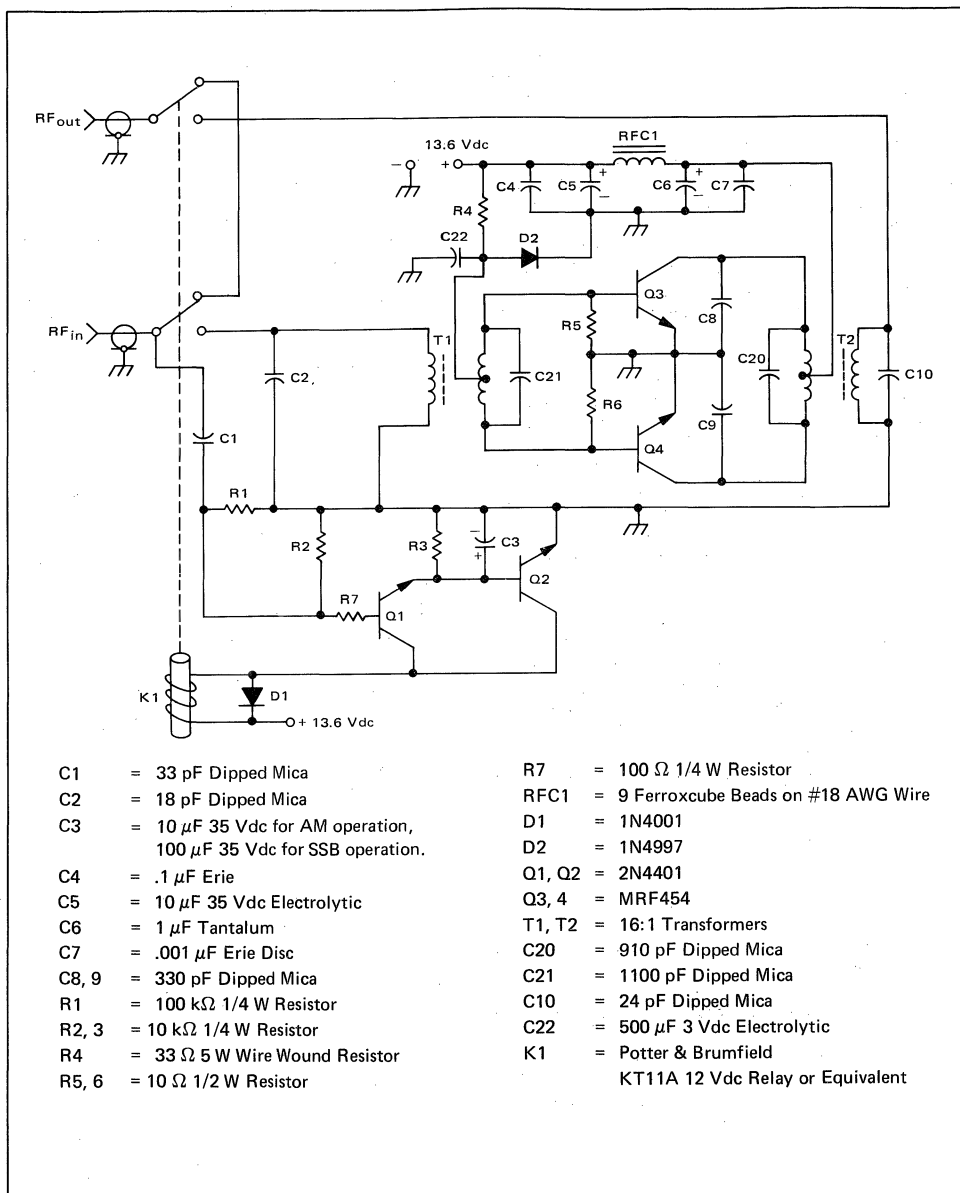 RFout
13.6 Vdc
RFC1
−
+
+
+
C4
C5
C6
C7
−
−
R4
C22
D2
Q3
C8
RFin
R5
T1
T2
C2
C21
C20
C10
R6
C9
C1
Q4
R1
R2
R3
−
C3
+
Q2
R7
Q1
K1
D1
+ 13.6 Vdc
C1 = 33 pF Dipped Mica
C2 = 18 pF Dipped Mica
C3 = 10 μF 35 Vdc for AM operation,
100 μF 35 Vdc for SSB operation.
C4 = .1 μF Erie
C5 = 10 μF 35 Vdc Electrolytic
C6 = 1 μF Tantalum
C7 = .001 μF Erie Disc
C8, 9 = 330 pF Dipped Mica
R1 = 100 kΩ 1/4 W Resistor
R2, 3 = 10 kΩ 1/4 W Resistor
R4 = 33 Ω 5 W Wire Wound Resistor
R5, 6 = 10 Ω 1/2 W Resistor
R7 = 100 Ω 1/4 W Resistor
RFC1 = 9 Ferroxcube Beads on #18 AWG Wire
D1 = 1N4001
D2 = 1N4997
Q1, Q2 = 2N4401
Q3, 4 = MRF454
T1, T2 = 16:1 Transformers
C20 = 910 pF Dipped Mica
C21 = 1100 pF Dipped Mica
C10 = 24 pF Dipped Mica
C22 = 500 μF 3 Vdc Electrolytic
K1 = Potter & Brumfield
KT11A 12 Vdc Relay or Equivalent